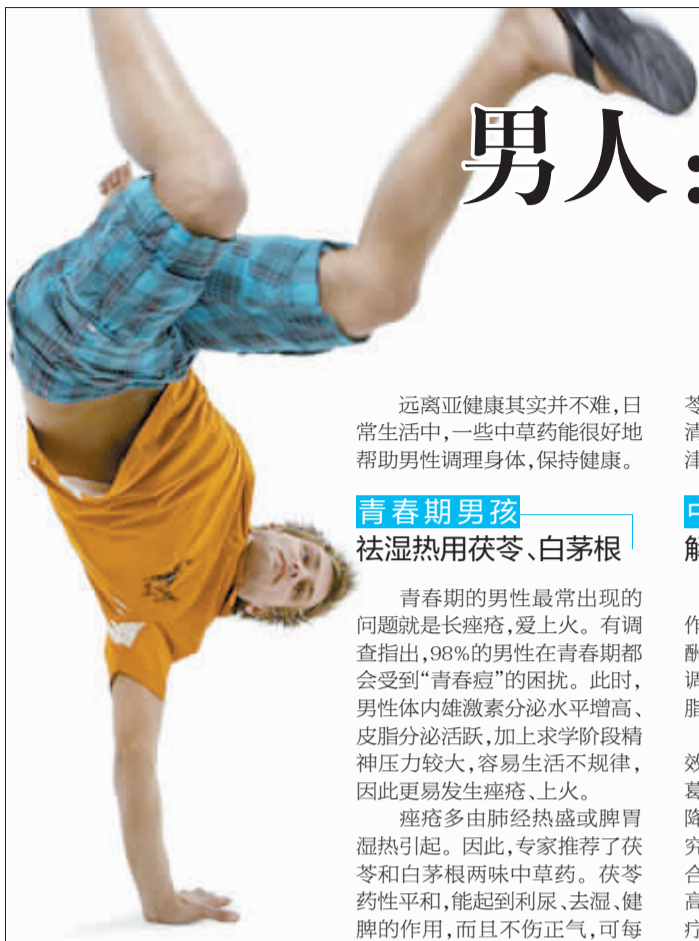 男人：
远离亚健康其实并不难，日
常生活中，一些中草药能很好地
帮助男性调理身体，保持健康。
青春期男孩
祛湿热用茯苓、白茅根
青春期的男性最常出现的
问题就是长痤疮，爱上火。有调
查指出，98%的男性在青春期都
会受到“青春痘”的困扰。此时，
男性体内雄激素分泌水平增高、
皮脂分泌活跃，加上求学阶段精
神压力较大，容易生活不规律，
因此更易发生痤疮、上火。
痤疮多由肺经热盛或脾胃
湿热引起。因此，专家推荐了茯
苓和白茅根两味中草药。茯苓
药性平和，能起到利尿、去湿、健
脾的作用，而且不伤正气，可每
苓
清
津
中
解
作
酬
调
脂
效
葛
降
究
合
高
疗